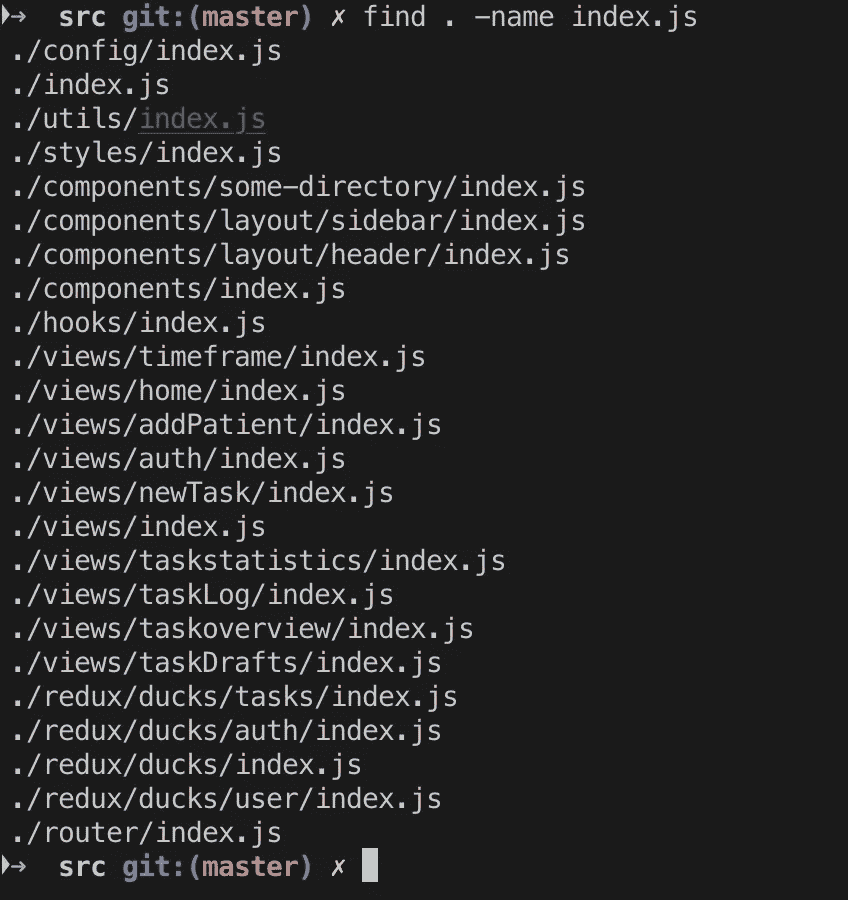 ➜ src git:(master) ✗ find . -name index.js
./config/index.js
./index.js
./utils/index.js
./styles/index.js
./components/some-directory/index.js
./components/layout/sidebar/index.js
./components/layout/header/index.js
./components/index.js
./hooks/index.js
./views/timeframe/index.js
./views/home/index.js
./views/addPatient/index.js
./views/auth/index.js
./views/newTask/index.js
./views/index.js
./views/taskstatistics/index.js
./views/taskLog/index.js
./views/taskoverview/index.js
./views/taskDrafts/index.js
./redux/ducks/tasks/index.js
./redux/ducks/auth/index.js
./redux/ducks/index.js
./redux/ducks/user/index.js
./router/index.js
➜ src git:(master) ✗